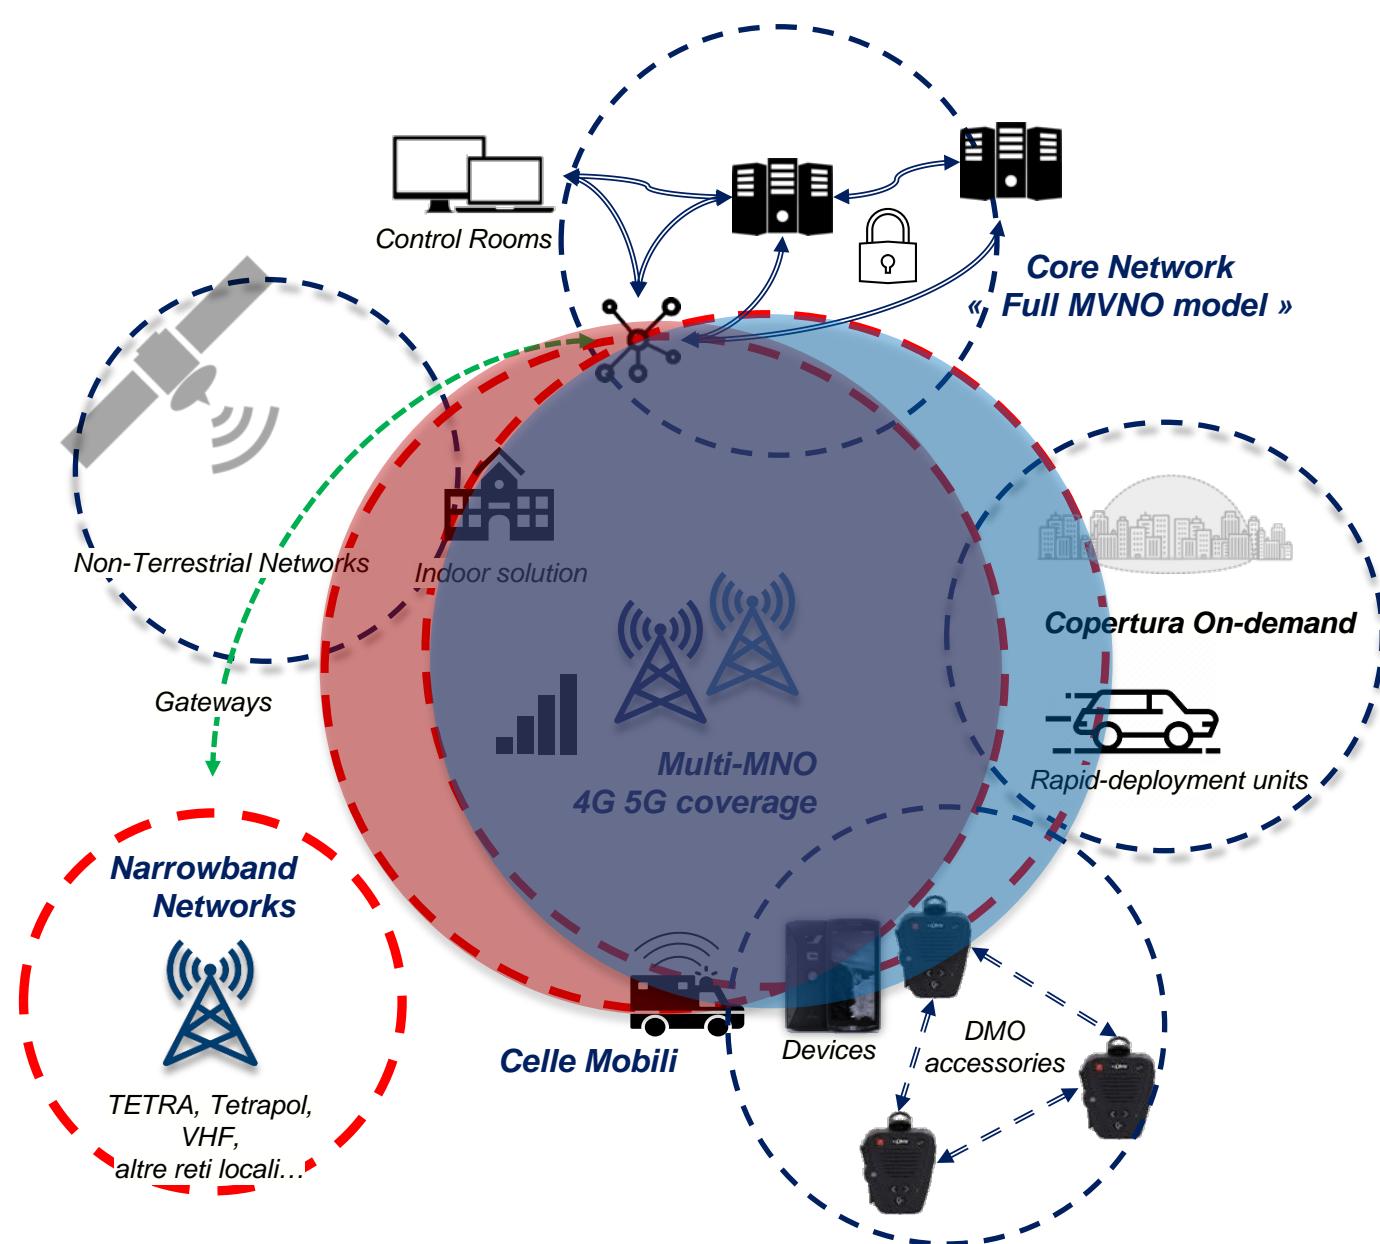 Control Rooms
Core Network
« Full MVNO model »
Non-Terrestrial Networks
Indoor solution
Copertura On-demand
Gateways
Multi-MNO
4G 5G coverage
Rapid-deployment units
Narrowband
Networks
Celle Mobili
Devices
DMO
accessories
TETRA, Tetrapol,
VHF,
altre reti locali…